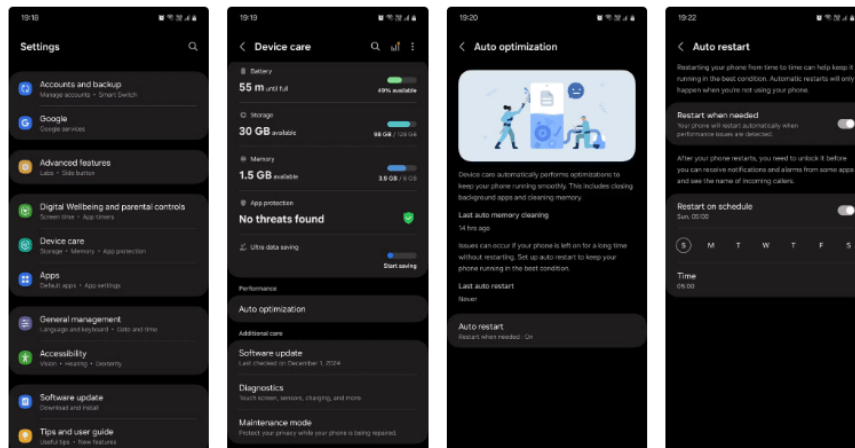 19:18
Settings
Accounts and backup
Manage accounts • Smart Switch
Google
Google services
Advanced features
Labs • Side button
Digital Wellbeing and parental controls
Screen time • App timers
Device care
Storage • Memory • App protection
Apps
Default apps • App settings
General management
Language and keyboard • Date and time
Accessibility
Vision • Hearing • Dexterity
Software update
Download and install
Tips and user guide
Useful tips • New features
19:19
Device care
Battery
55 m until full
49% available
Storage
30 GB available
98 GB / 128 GB
Memory
1.5 GB available
3.9 GB / 6 GB
App protection
No threats found
Ultra data saving
Start saving
Performance
Auto optimization
Additional care
Software update
Last checked on December 1, 2024
Diagnostics
Touch screen, sensors, charging, and more
Maintenance mode
Protect your privacy while your phone is being repaired.
19:20
Auto optimization
Device care automatically performs optimizations to
keep your phone running smoothly. This includes closing
background apps and cleaning memory.
Last auto memory cleaning
14 hrs ago
Issues can occur if your phone is left on for a long time
without restarting. Set up auto restart to keep your
phone running in the best condition.
Last auto restart
Never
Auto restart
Restart when needed : On
19:22
Auto restart
Restarting your phone from time to time can help keep it
running in the best condition. Automatic restarts will only
happen when you're not using your phone.
Restart when needed
Your phone will restart automatically when
performance issues are detected.
After your phone restarts, you need to unlock it before
you can receive notifications and alarms from some apps
and see the name of incoming callers.
Restart on schedule
Sun, 05:00
S M T W T F S
Time
05:00